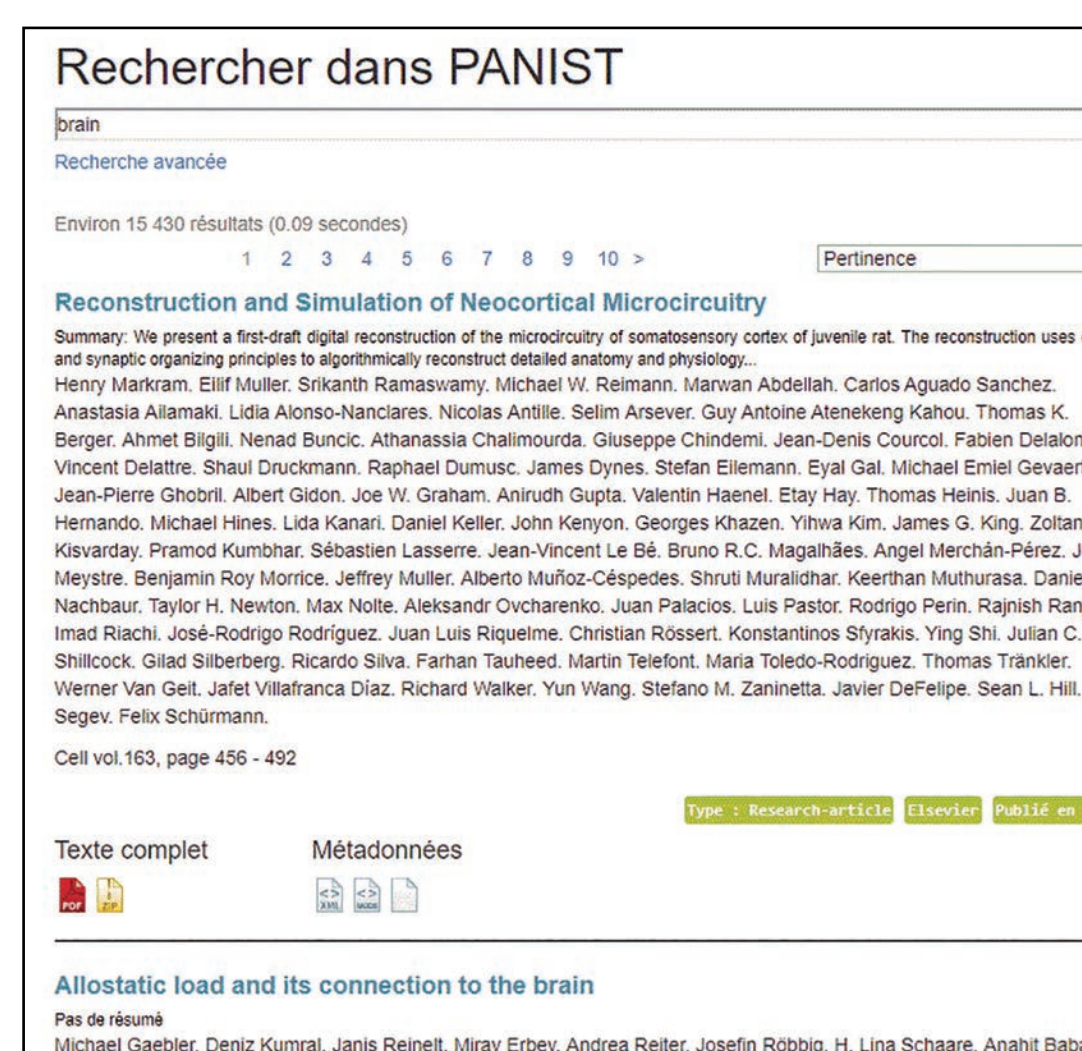 Rechercher dans PANIST
brain
Recherche avancée
Environ 15 430 résultats (0.09 secondes)
1 2 3 4 5 6 7 8 9 10 >
Pertinence
Reconstruction and Simulation of Neocortical Microcircuitry
Summary: We present a first-draft digital reconstruction of the microcircuitry of somatosensory cortex of juvenile rat. The reconstruction uses
and synaptic organizing principles to algorithmically reconstruct detailed anatomy and physiology...
Henry Markram. Eilif Muller. Srikanth Ramaswamy. Michael W. Reimann. Marwan Abdellah. Carlos Aguado Sanchez.
Anastasia Ailamaki. Lidia Alonso-Nanclares. Nicolas Antille. Selim Arsever. Guy Antoine Atenekeng Kahou. Thomas K.
Berger. Ahmet Bilgili. Nenad Buncic. Athanassia Chalimourda. Giuseppe Chindemi. Jean-Denis Courcol. Fabien Delalon
Vincent Delattre. Shaul Druckmann. Raphael Dumusc. James Dynes. Stefan Eilemann. Eyal Gal. Michael Emiel Gevaer
Jean-Pierre Ghobril. Albert Gidon. Joe W. Graham. Anirudh Gupta. Valentin Haenel. Etay Hay. Thomas Heinis. Juan B.
Hernando. Michael Hines. Lida Kanari. Daniel Keller. John Kenyon. Georges Khazen. Yihwa Kim. James G. King. Zoltan
Kisvarday. Pramod Kumbhar. Sébastien Lasserre. Jean-Vincent Le Bé. Bruno R.C. Magalhães. Angel Merchán-Pérez. J
Meystre. Benjamin Roy Morrice. Jeffrey Muller. Alberto Muñoz-Céspedes. Shruti Muralidhar. Keerthan Muthurasa. Danie
Nachbaur. Taylor H. Newton. Max Nolte. Aleksandr Ovcharenko. Juan Palacios. Luis Pastor. Rodrigo Perin. Rajnish Ran
Imad Riachi. José-Rodrigo Rodríguez. Juan Luis Riquelme. Christian Rössert. Konstantinos Sfyrakis. Ying Shi. Julian C.
Shillcock. Gilad Silberberg. Ricardo Silva. Farhan Tauheed. Martin Telefont. Maria Toledo-Rodriguez. Thomas Tränkler.
Werner Van Geit. Jafet Villafranca Díaz. Richard Walker. Yun Wang. Stefano M. Zaninetta. Javier DeFelipe. Sean L. Hill.
Segev. Felix Schürmann.
Cell vol.163, page 456 - 492
Type : Research-article Elsevier Publié en
Texte complet Métadonnées
PDF ZIP XML MODS
Allostatic load and its connection to the brain
Pas de résumé
Michael Gaebler. Deniz Kumral. Janis Reinelt. Miray Erbey. Andrea Reiter. Josefin Röbbig. H. Lina Schaare. Anahit Baba